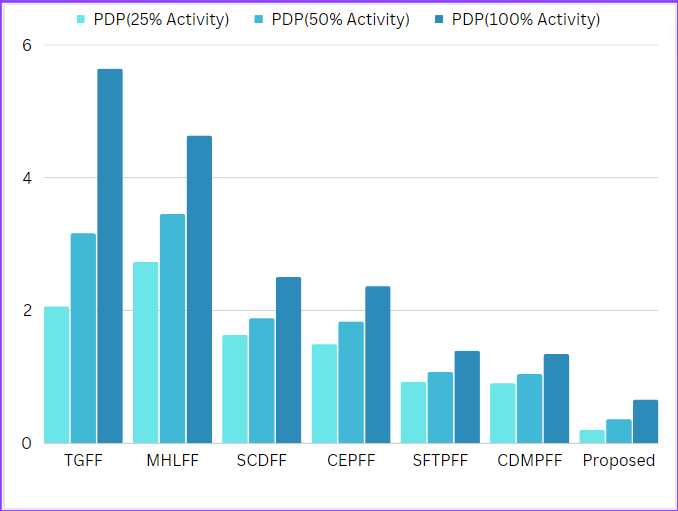 PDP(25% Activity) PDP(50% Activity) PDP(100% Activity)
6
4
2
0
TGFF MHLFF SCDFF CEPFF SFTPFF CDMPFF Proposed